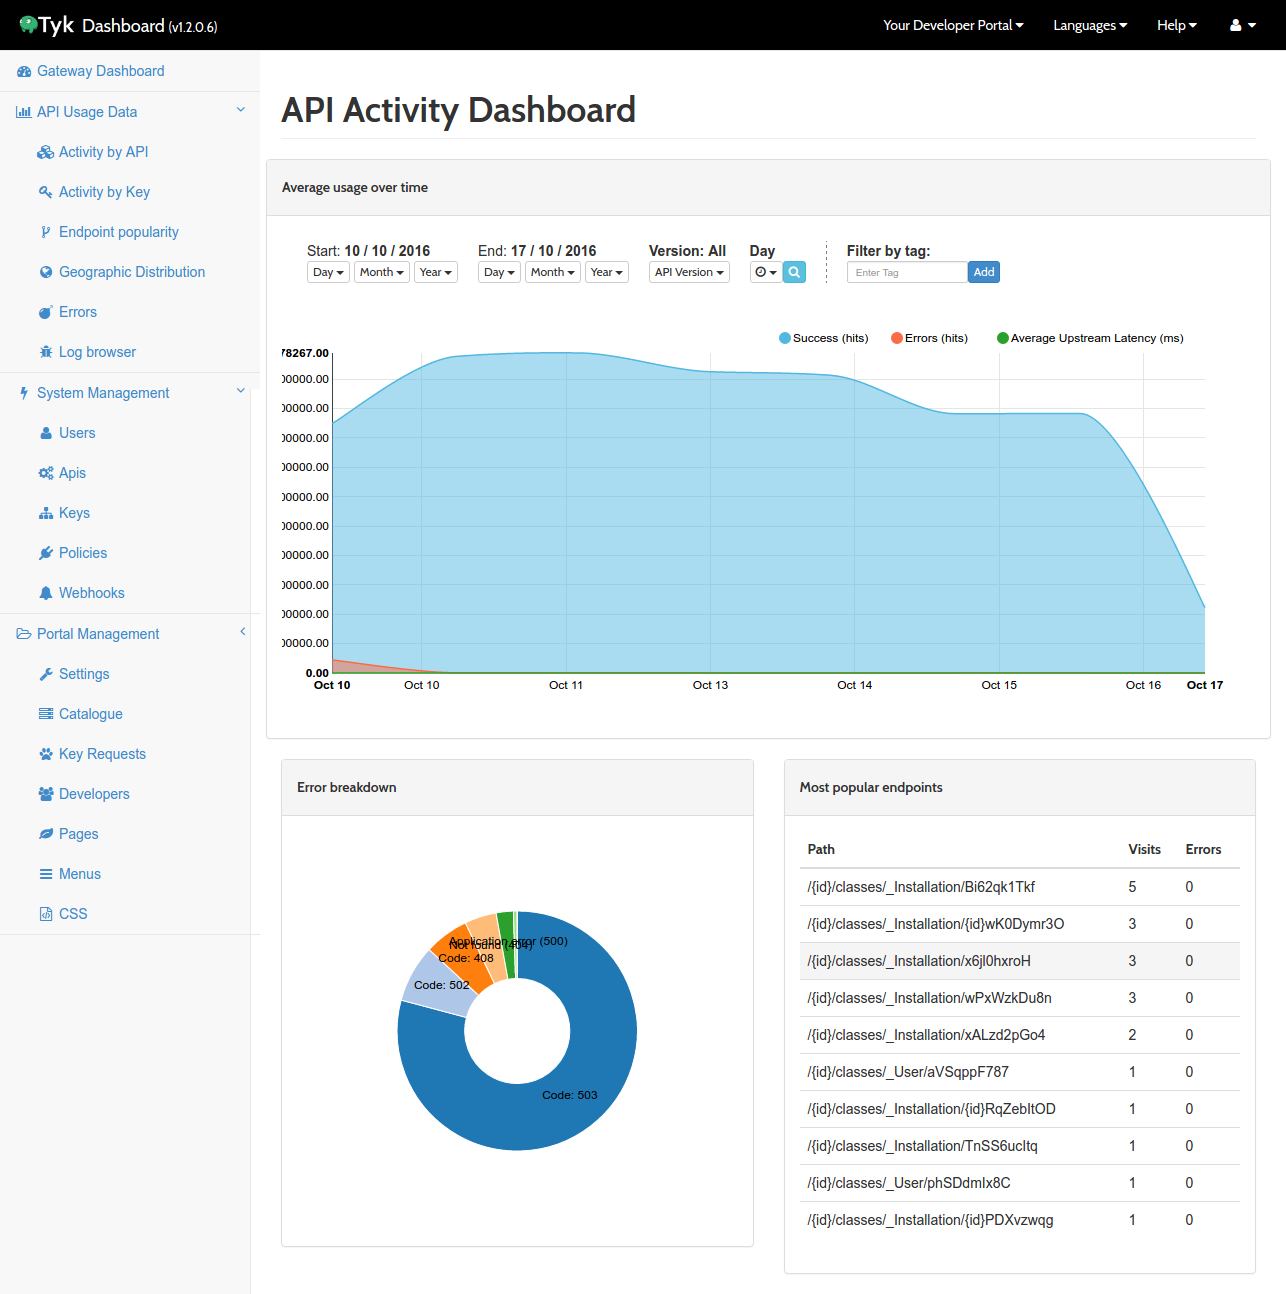 Tyk Dashboard (v1.2.0.6)
Your Developer Portal
Languages
Help
Gateway Dashboard
API Usage Data
Activity by API
Activity by Key
Endpoint popularity
Geographic Distribution
Errors
Log browser
System Management
Users
Apis
Keys
Policies
Webhooks
Portal Management
Settings
Catalogue
Key Requests
Developers
Pages
Menus
CSS
API Activity Dashboard
Average usage over time
Start: 10 / 10 / 2016
End: 17 / 10 / 2016
Version: All
Day
Filter by tag:
Day Month Year
Day Month Year
API Version
Enter Tag
Add
Success (hits) Errors (hits) Average Upstream Latency (ms)
78267.00
00000.00
00000.00
00000.00
00000.00
00000.00
00000.00
00000.00
00000.00
00000.00
00000.00
0.00
Oct 10 Oct 10 Oct 11 Oct 13 Oct 14 Oct 15 Oct 16 Oct 17
Error breakdown
Application error (500)
Not found (404)
Code: 408
Code: 502
Code: 503
Most popular endpoints
Path Visits Errors
/{id}/classes/_Installation/Bi62qk1Tkf 5 0
/{id}/classes/_Installation/{id}wK0Dymr3O 3 0
/{id}/classes/_Installation/x6jI0hxroH 3 0
/{id}/classes/_Installation/wPxWzkDu8n 3 0
/{id}/classes/_Installation/xALzd2pGo4 2 0
/{id}/classes/_User/aVSqppF787 1 0
/{id}/classes/_Installation/{id}RqZebItOD 1 0
/{id}/classes/_Installation/TnSS6ucItq 1 0
/{id}/classes/_User/phSDdmIx8C 1 0
/{id}/classes/_Installation/{id}PDXvzwqg 1 0